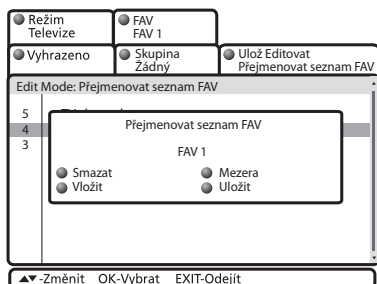 Režim
Televize
FAV
FAV 1
Vyhrazeno
Skupina
Žádný
Ulož Editovat
Přejmenovat seznam FAV
Edit Mode: Přejmenovat seznam FAV
5
4
3
Přejmenovat seznam FAV
FAV 1
Smazat Mezera
Vložit Uložit
▲▼-Změnit OK-Vybrat EXIT-Odejít